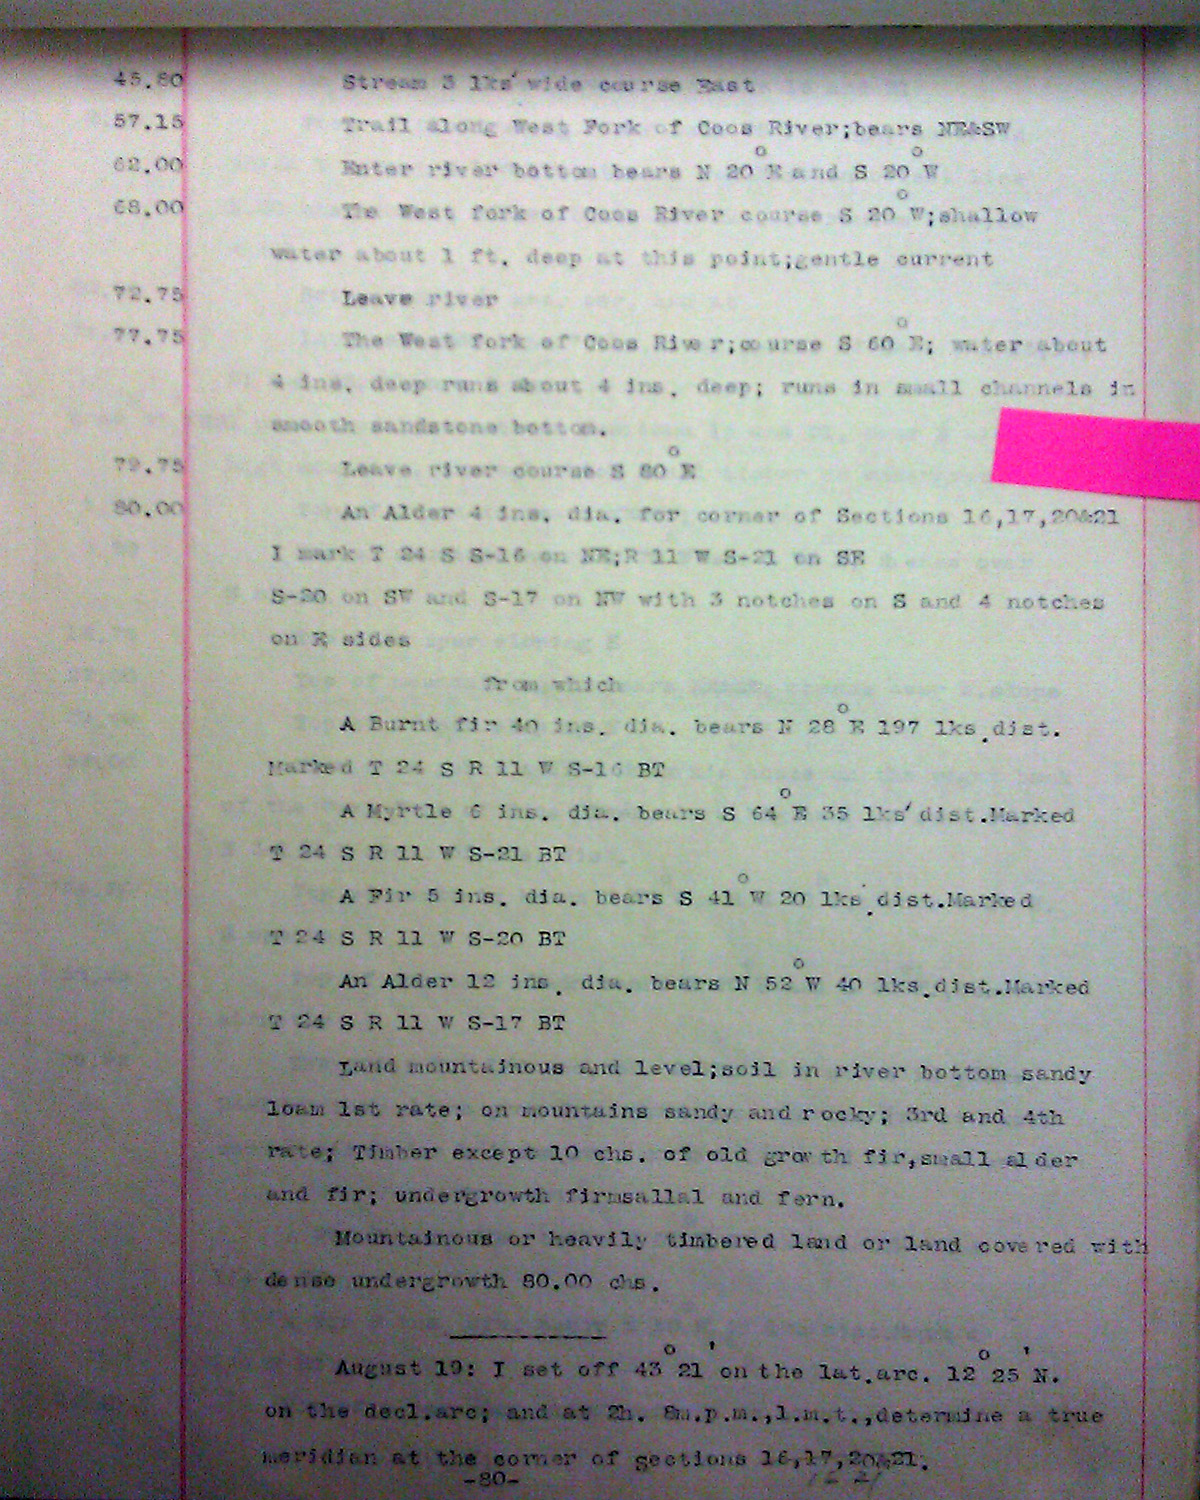 45.80 Stream 3 lks' wide course East
57.15 Trail along West Fork of Coos River;bears NE&SW
62.00 Enter river bottom bears N 20° E and S 20° W
68.00 The West fork of Coos River course S 20° W;shallow
water about 1 ft. deep at this point;gentle current
72.75 Leave river
77.75 The West fork of Coos River;course S 60° E; water about
4 ins. deep runs about 4 ins. deep; runs in small channels in
smooth sandstone bottom.
79.75 Leave river course S 80° E
80.00 An Alder 4 ins. dia. for corner of Sections 16,17,20&21
I mark T 24 S S-16 on NE;R 11 W S-21 on SE
S-20 on SW and S-17 on NW with 3 notches on S and 4 notches
on E sides
from which
A Burnt fir 40 ins. dia. bears N 28° E 197 lks.dist.
Marked T 24 S R 11 W S-16 BT
A Myrtle 6 ins. dia. bears S 64° E 35 lks' dist.Marked
T 24 S R 11 W S-21 BT
A Fir 5 ins. dia. bears S 41° W 20 lks.dist.Marked
T 24 S R 11 W S-20 BT
An Alder 12 ins. dia. bears N 52° W 40 lks.dist.Marked
T 24 S R 11 W S-17 BT
Land mountainous and level;soil in river bottom sandy
loam 1st rate; on mountains sandy and rocky; 3rd and 4th
rate; Timber except 10 chs. of old growth fir,small alder
and fir; undergrowth firmsallal and fern.
Mountainous or heavily timbered land or land covered with
dense undergrowth 80.00 chs.
August 19: I set off 43° 21' on the lat.arc. 12° 25' N.
on the decl.arc; and at 2h. 8m.p.m.,l.m.t.,determine a true
meridian at the corner of sections 16,17,20&21.
-80-